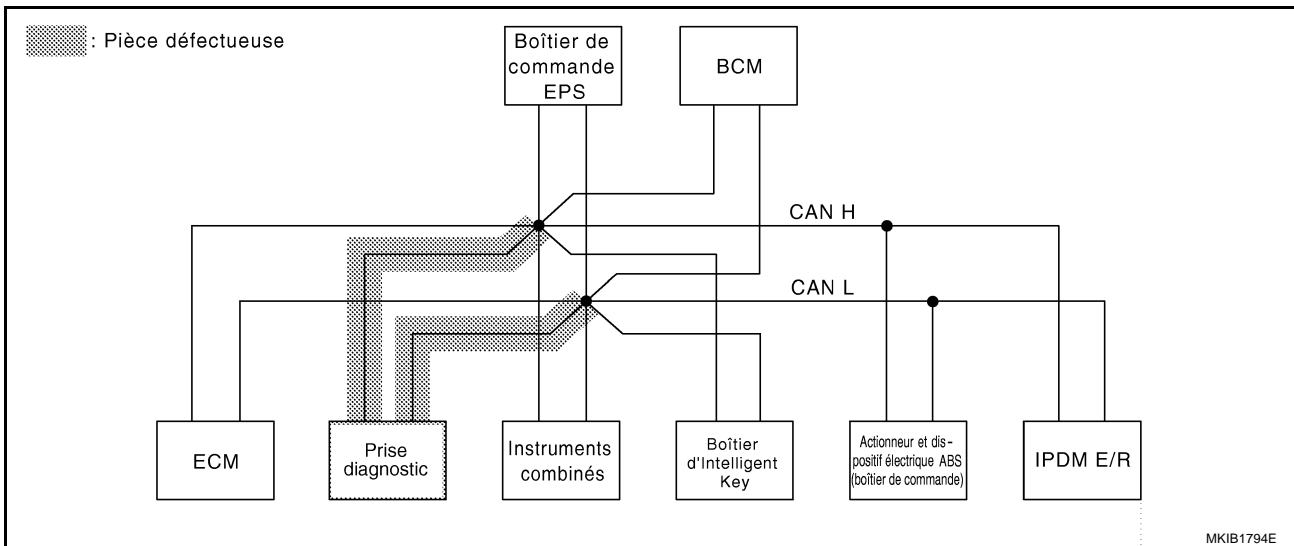 : Pièce défectueuse
Boîtier de
commande
EPS
BCM
CAN H
CAN L
ECM
Prise
diagnostic
Instruments
combinés
Boîtier
d'Intelligent
Key
Actionneur et dis-
positif électrique ABS
(boîtier de commande)
IPDM E/R
MKIB1794E